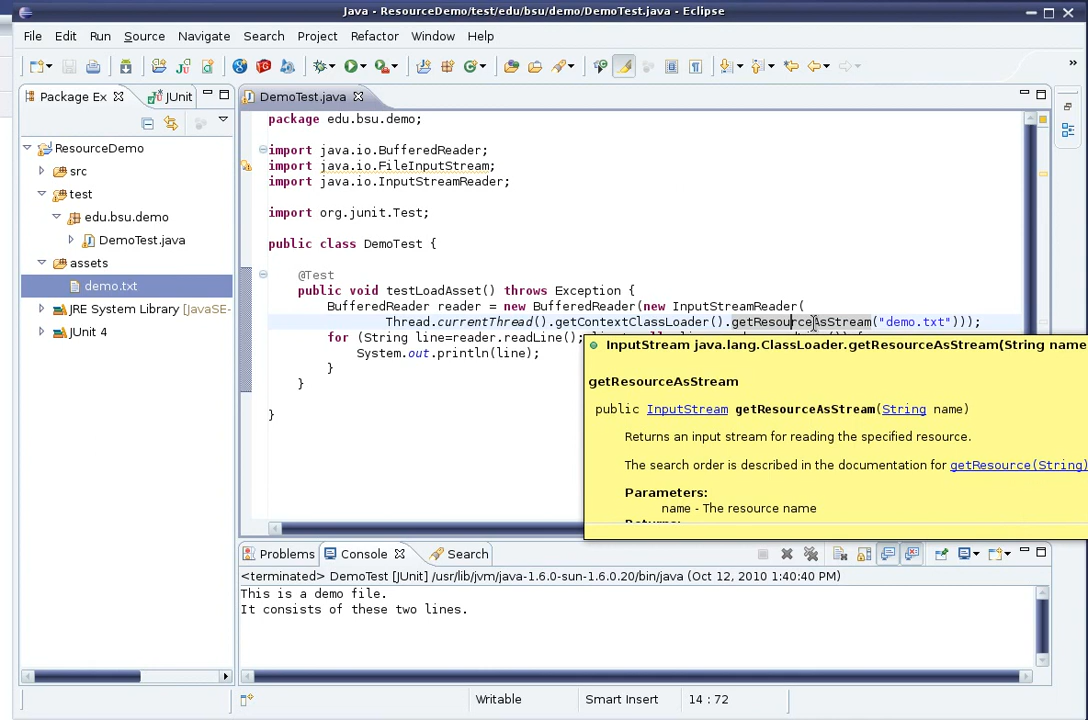 Java - ResourceDemo/test/edu/bsu/demo/DemoTest.java - Eclipse
File Edit Run Source Navigate Search Project Refactor Window Help
Package Ex JUnit
DemoTest.java
ResourceDemo
src
test
edu.bsu.demo
DemoTest.java
assets
demo.txt
JRE System Library [JavaSE-
JUnit 4
package edu.bsu.demo;
import java.io.BufferedReader;
import java.io.FileInputStream;
import java.io.InputStreamReader;
import org.junit.Test;
public class DemoTest {
@Test
public void testLoadAsset() throws Exception {
BufferedReader reader = new BufferedReader(new InputStreamReader(
Thread.currentThread().getContextClassLoader().getResourceAsStream("demo.txt")));
for (String line=reader.readLine();
System.out.println(line);
}
}
}
InputStream java.lang.ClassLoader.getResourceAsStream(String name
getResourceAsStream
public InputStream getResourceAsStream(String name)
Returns an input stream for reading the specified resource.
The search order is described in the documentation for getResource(String)
Parameters:
name - The resource name
Problems Console Search
<terminated> DemoTest [JUnit] /usr/lib/jvm/java-1.6.0-sun-1.6.0.20/bin/java (Oct 12, 2010 1:40:40 PM)
This is a demo file.
It consists of these two lines.
Writable Smart Insert 14 : 72